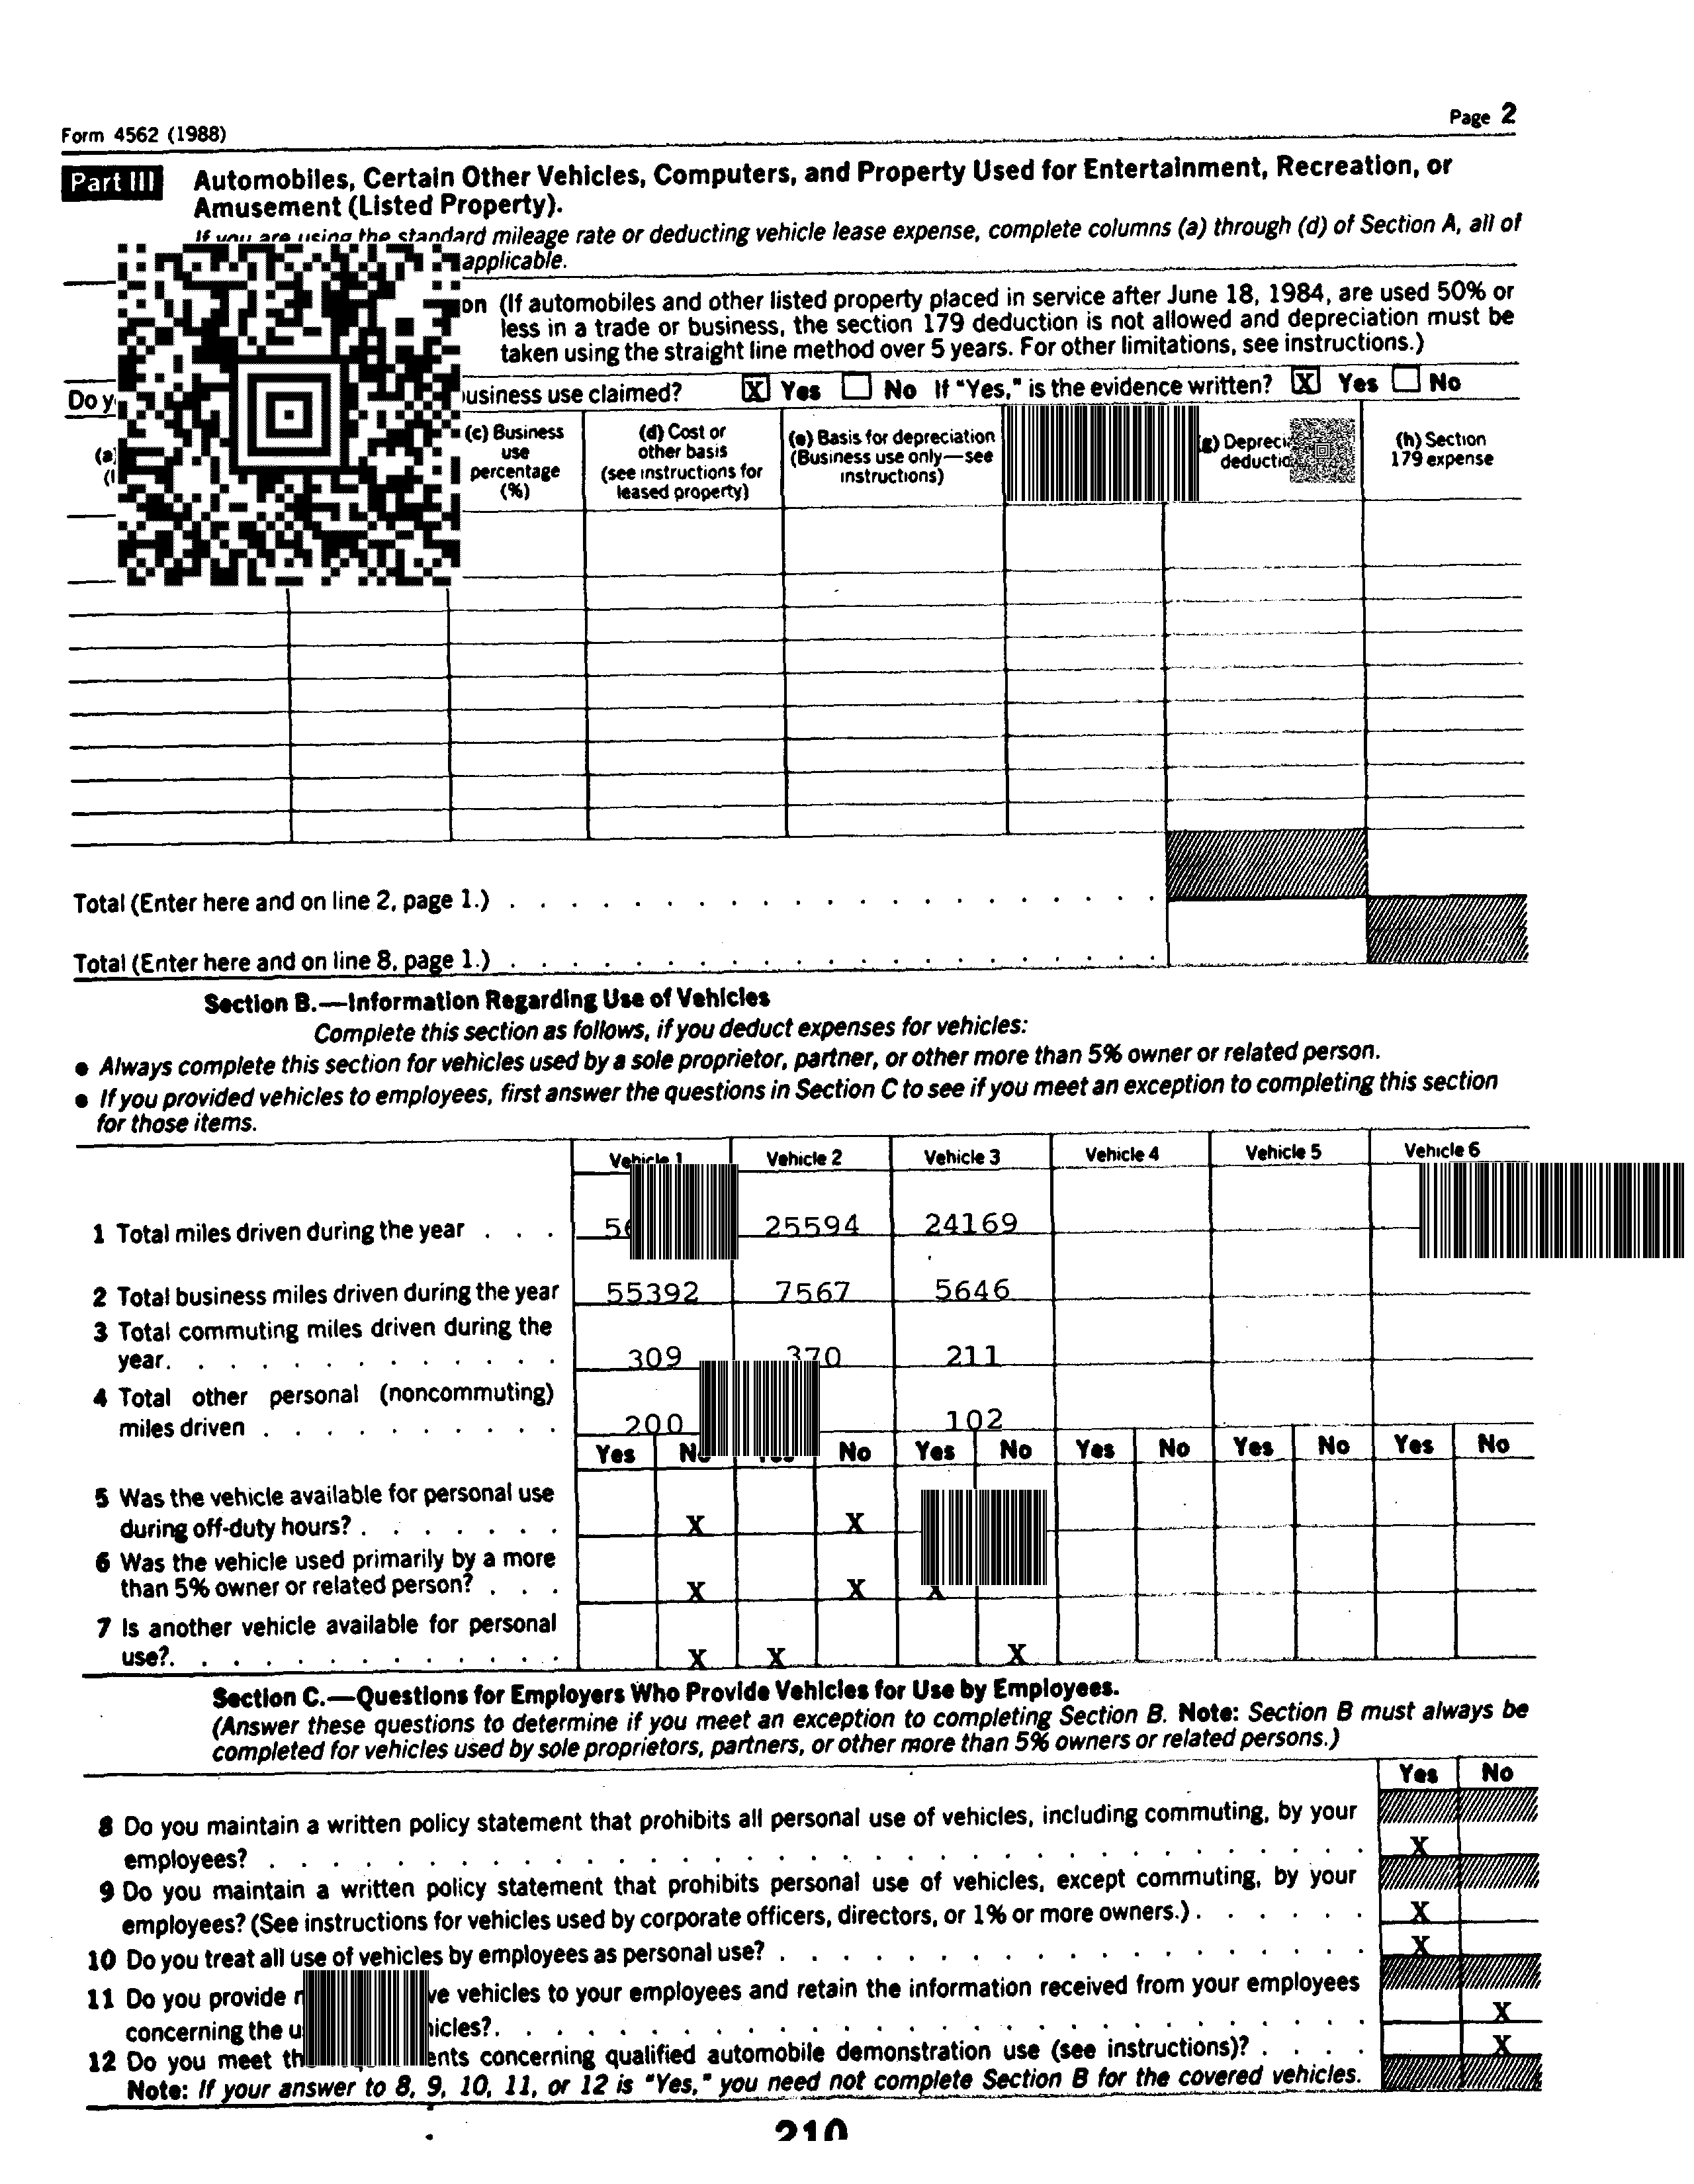 Form 4562 (1988)
Page 2
Part III
Automobiles, Certain Other Vehicles, Computers, and Property Used for Entertainment, Recreation, or
Amusement (Listed Property).
If you are using the standard mileage rate or deducting vehicle lease expense, complete columns (a) through (d) of Section A, all of
applicable.
(If automobiles and other listed property placed in service after June 18, 1984, are used 50% or
less in a trade or business, the section 179 deduction is not allowed and depreciation must be
taken using the straight line method over 5 years. For other limitations, see instructions.)
Do use claimed? X Yes No If "Yes," is the evidence written? X Yes No
(c) Business
use
percentage
(%)
(d) Cost or
other basis
(see instructions for
leased property)
(e) Basis for depreciation
(Business use only—see
instructions)
(h) Section
179 expense
Total (Enter here and on line 2, page 1.)
Total (Enter here and on line 8, page 1.)
Section B.—Information Regarding Use of Vehicles
Complete this section as follows, if you deduct expenses for vehicles:
• Always complete this section for vehicles used by a sole proprietor, partner, or other more than 5% owner or related person.
• If you provided vehicles to employees, first answer the questions in Section C to see if you meet an exception to completing this section
for those items.
Vehicle 1 Vehicle 2 Vehicle 3 Vehicle 4 Vehicle 5 Vehicle 6
1 Total miles driven during the year . . . 25594 24169
2 Total business miles driven during the year 55392 7567 5646
3 Total commuting miles driven during the
year. . . . . . . . . . . . . 309 370 211
4 Total other personal (noncommuting)
miles driven . . . . . . . . . . 200 102
Yes No Yes No Yes No Yes No Yes No Yes No
5 Was the vehicle available for personal use
during off-duty hours? . . . . . . . X X
6 Was the vehicle used primarily by a more
than 5% owner or related person? . . . X X X
7 Is another vehicle available for personal
use?. . . . . . . . . . . . . X X X
Section C.—Questions for Employers Who Provide Vehicles for Use by Employees.
(Answer these questions to determine if you meet an exception to completing Section B. Note: Section B must always be
completed for vehicles used by sole proprietors, partners, or other more than 5% owners or related persons.)
Yes No
8 Do you maintain a written policy statement that prohibits all personal use of vehicles, including commuting, by your
employees? X
9 Do you maintain a written policy statement that prohibits personal use of vehicles, except commuting, by your
employees? (See instructions for vehicles used by corporate officers, directors, or 1% or more owners.) . . . . . . X
10 Do you treat all use of vehicles by employees as personal use? X
11 Do you provide vehicles to your employees and retain the information received from your employees
concerning the X
12 Do you meet concerning qualified automobile demonstration use (see instructions)? . . . . X
Note: If your answer to 8, 9, 10, 11, or 12 is "Yes," you need not complete Section B for the covered vehicles.
210